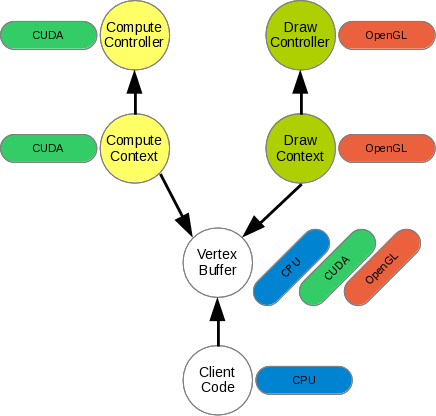 CUDA
Compute
Controller
Draw
Controller
OpenGL
CUDA
Compute
Context
Draw
Context
OpenGL
Vertex
Buffer
CPU
CUDA
OpenGL
Client
Code
CPU